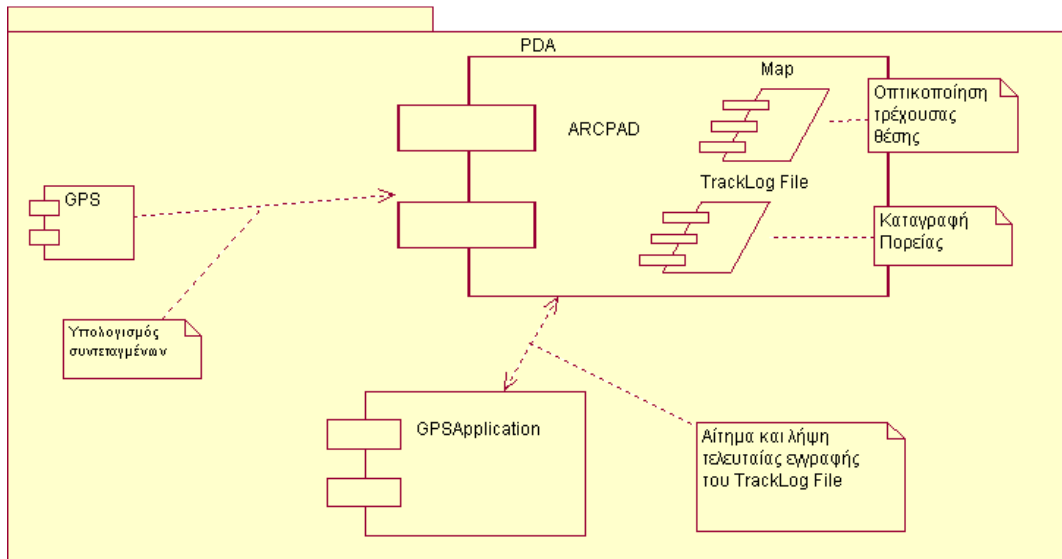 PDA
Map
Οπτικοποίηση
τρέχουσας
θέσης
ARCPAD
TrackLog File
GPS
Καταγραφή
Πορείας
Υπολογισμός
συντεταγμένων
GPSApplication
Αίτημα και λήψη
τελευταίας εγγραφής
του TrackLog File